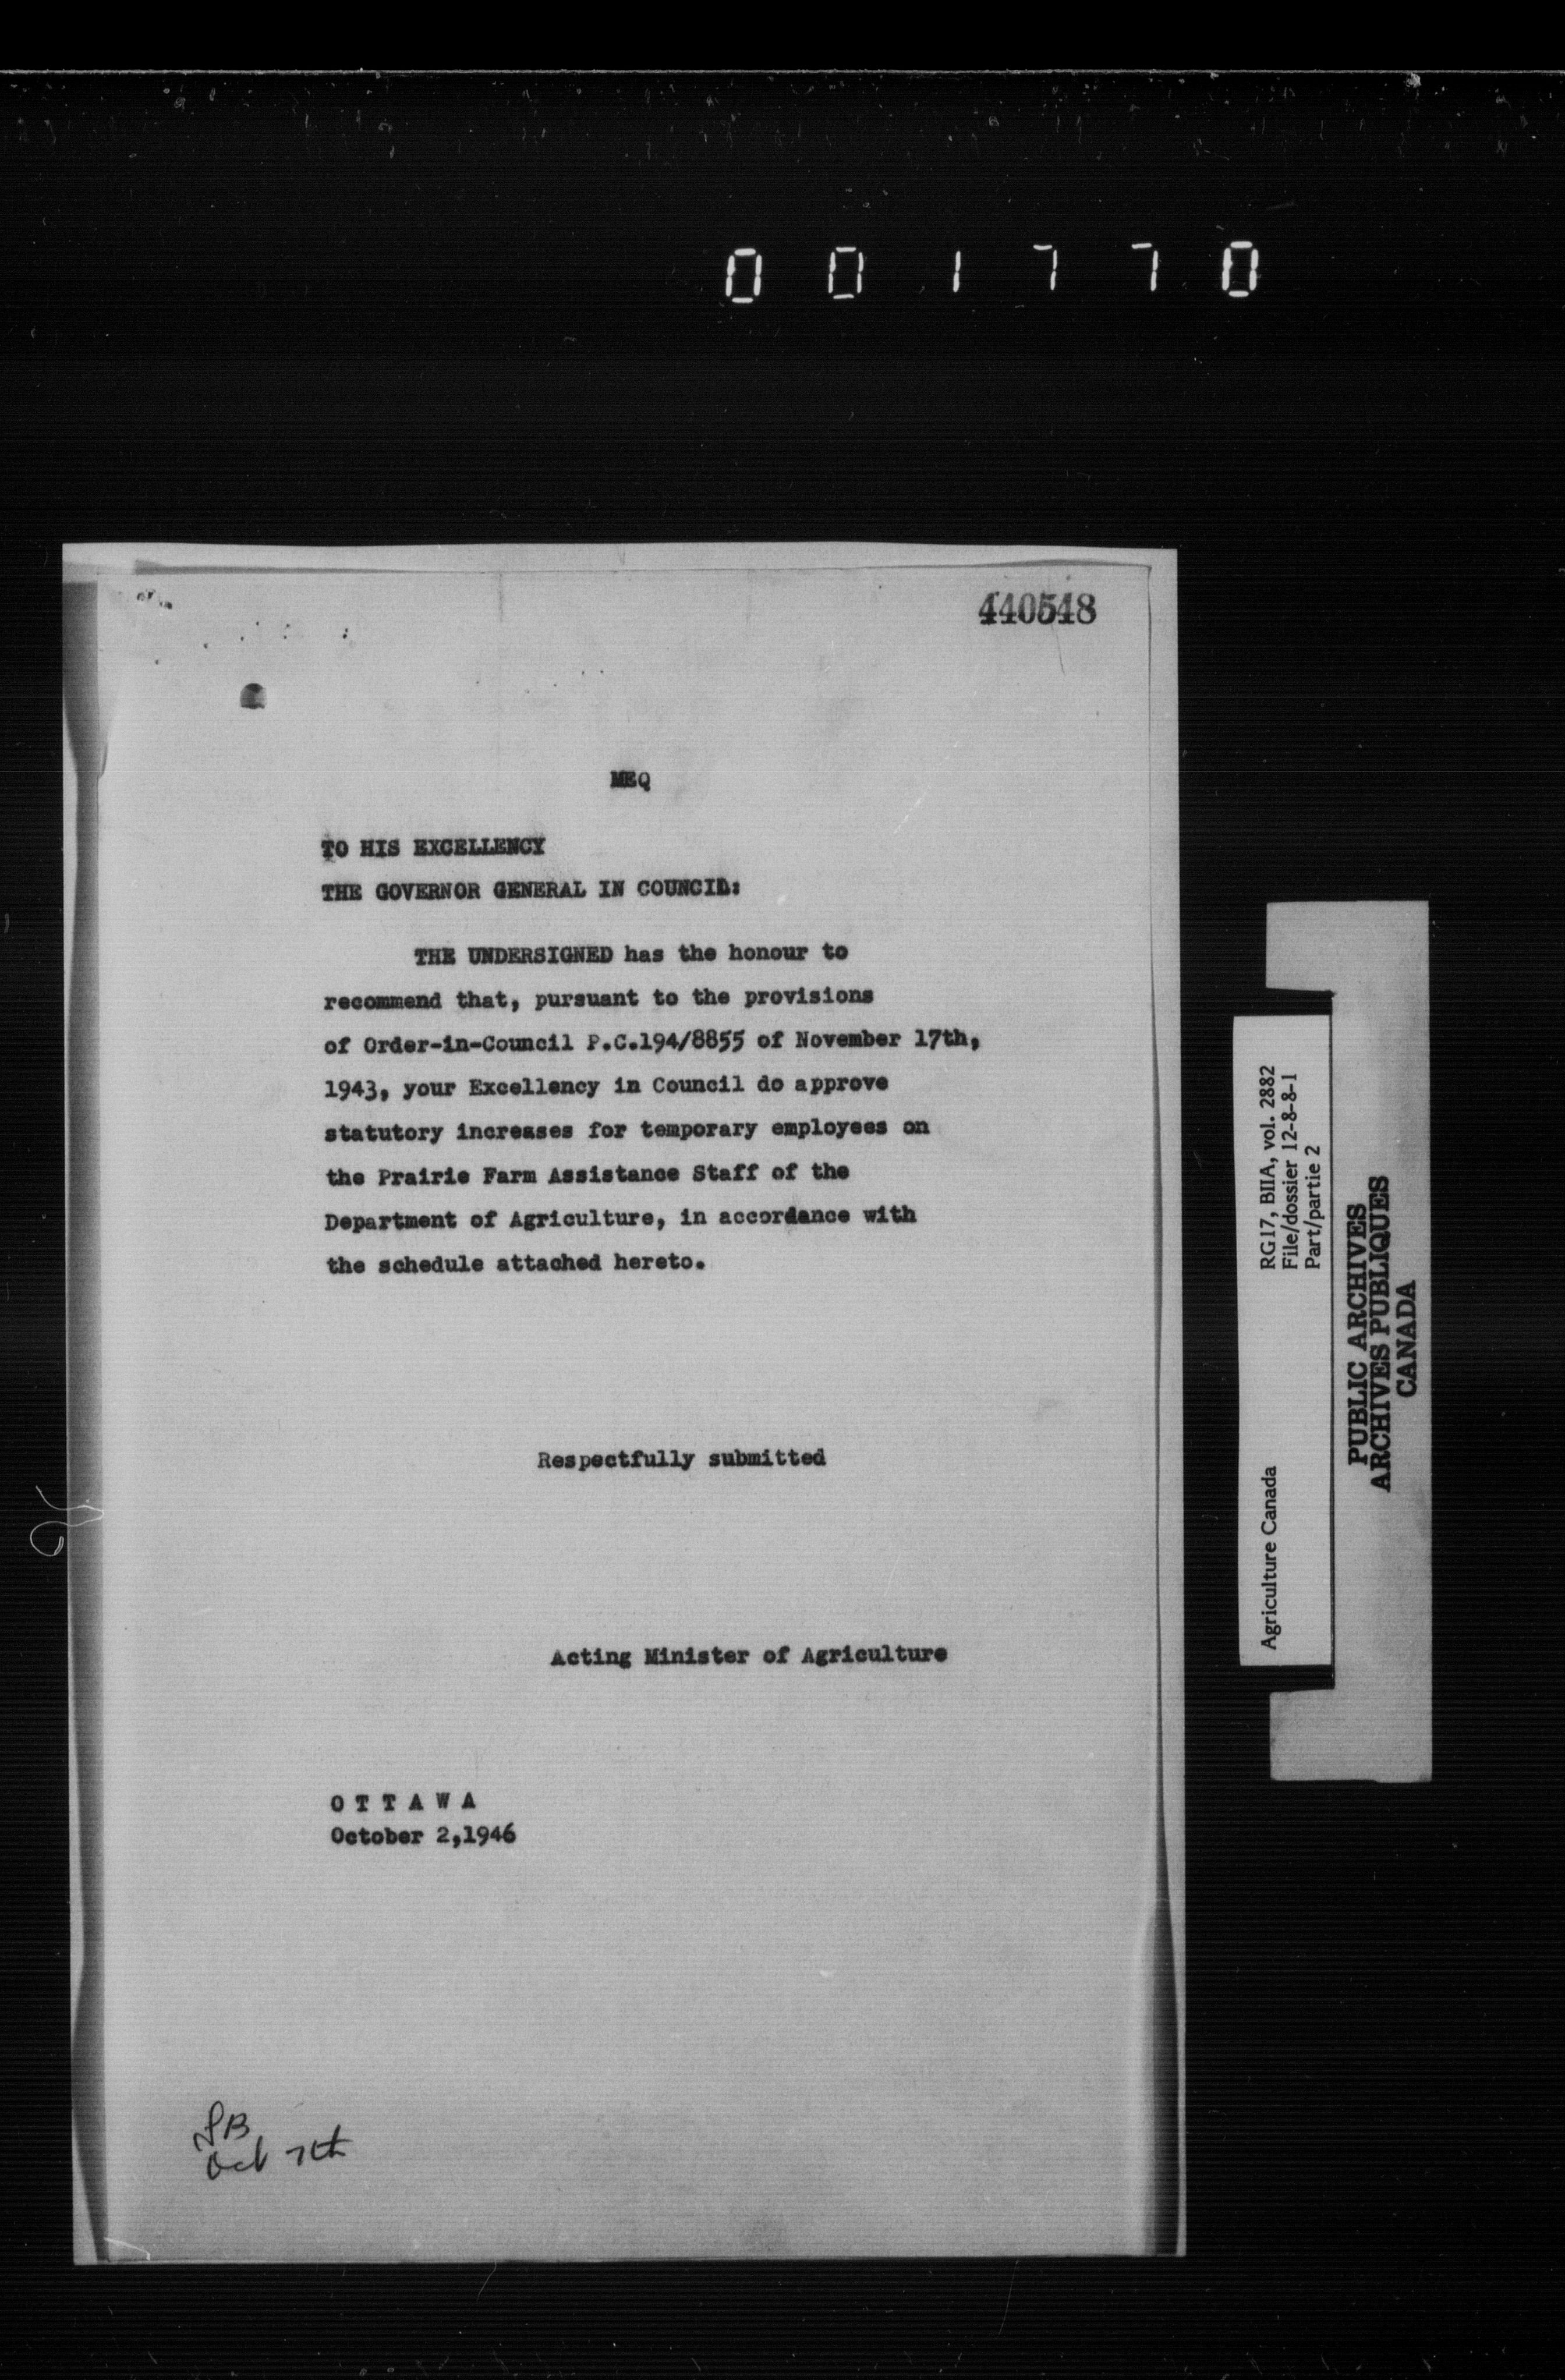 001770
440548
MEQ
TO HIS EXCELLENCY
THE GOVERNOR GENERAL IN COUNCIL:
THE UNDERSIGNED has the honour to
recommend that, pursuant to the provisions
of Order-in-Council P.C.194/8855 of November 17th,
1943, your Excellency in Council do approve
statutory increases for temporary employees on
the Prairie Farm Assistance Staff of the
Department of Agriculture, in accordance with
the schedule attached hereto.
Respectfully submitted
Acting Minister of Agriculture
O T T A W A
October 2,1946
Oct 7th
Agriculture Canada
RG17, BIIA, vol. 2882
File/dossier 12-8-8-1
Part/partie 2
PUBLIC ARCHIVES
ARCHIVES PUBLIQUES
CANADA